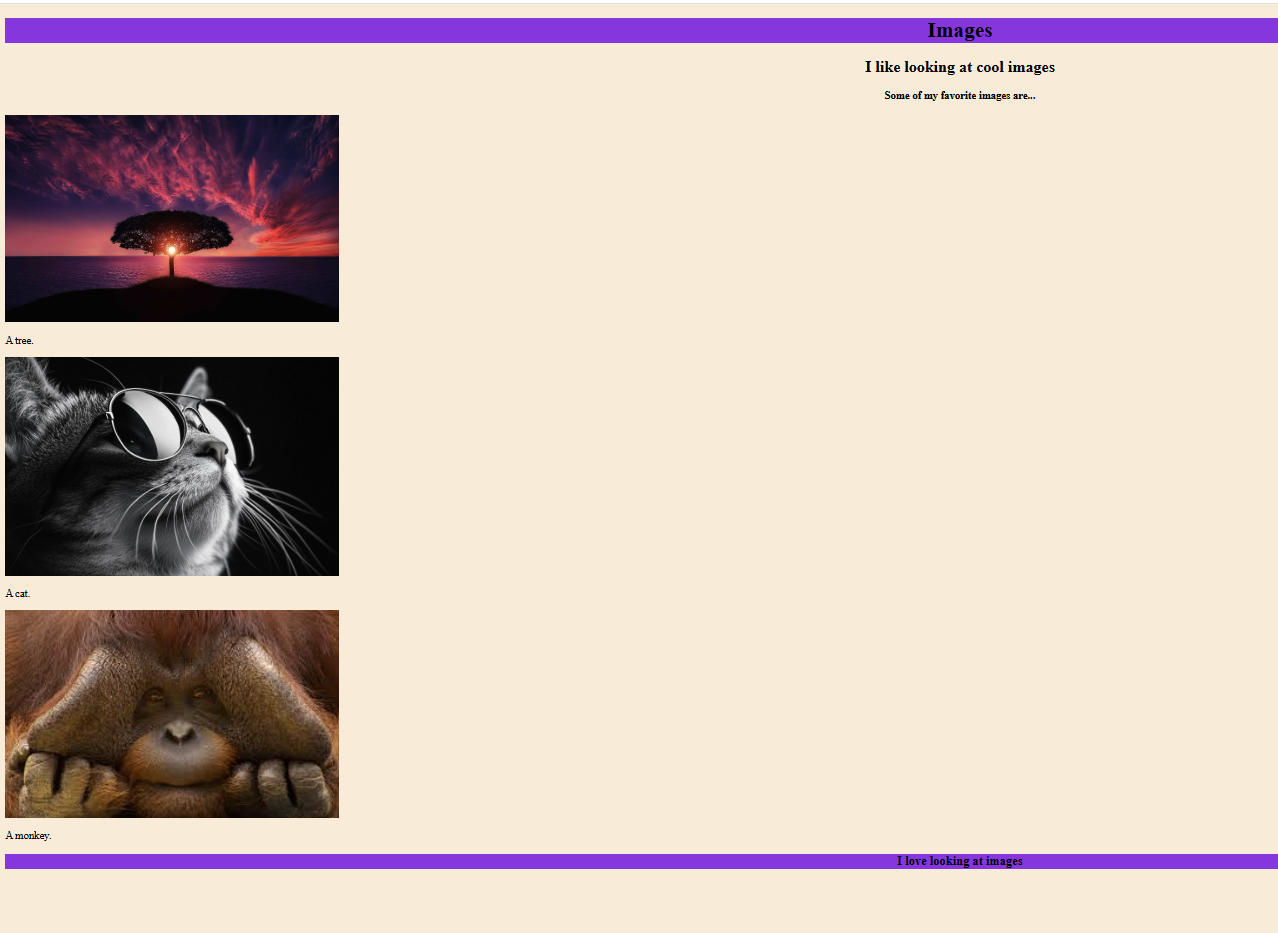 Images
I like looking at cool images
Some of my favorite images are...
A tree.
A cat.
A monkey.
I love looking at images